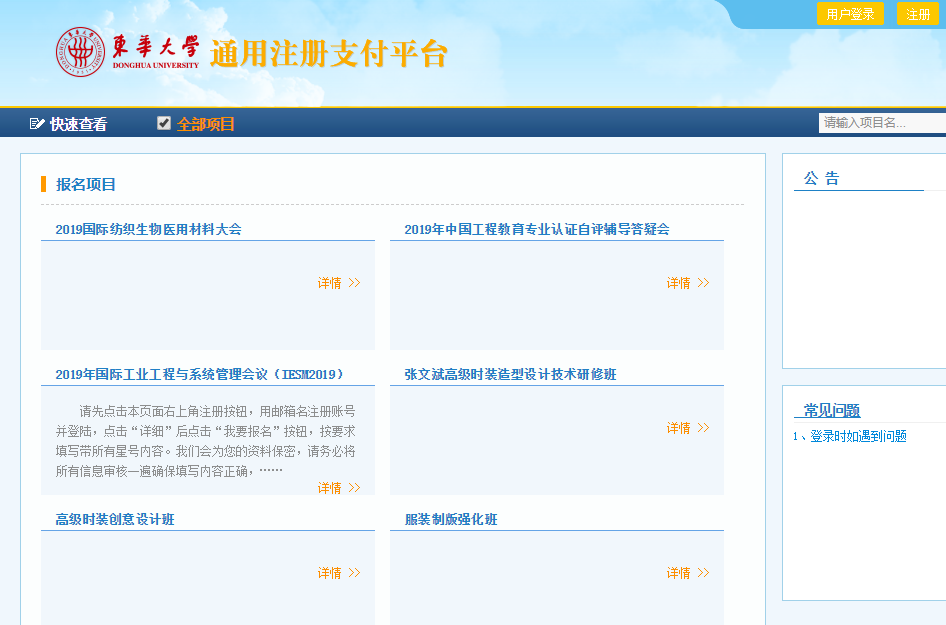 用户登录 注册
東華大学 DONGHUA UNIVERSITY 通用注册支付平台
快速查看 全部项目 请输入项目名...
报名项目
2019国际纺织生物医用材料大会
详情 >>
2019年中国工程教育专业认证自评辅导答疑会
详情 >>
2019年国际工业工程与系统管理会议（IESM2019）
请先点击本页面右上角注册按钮，用邮箱名注册账号
并登陆，点击“详细”后点击“我要报名”按钮，按要求
填写带所有星号内容。我们会为您的资料保密，请务必将
所有信息审核一遍确保填写内容正确，……
详情 >>
张文斌高级时装造型设计技术研修班
详情 >>
高级时装创意设计班
详情 >>
服装制版强化班
详情 >>
公 告
常见问题
1、登录时如遇到问题